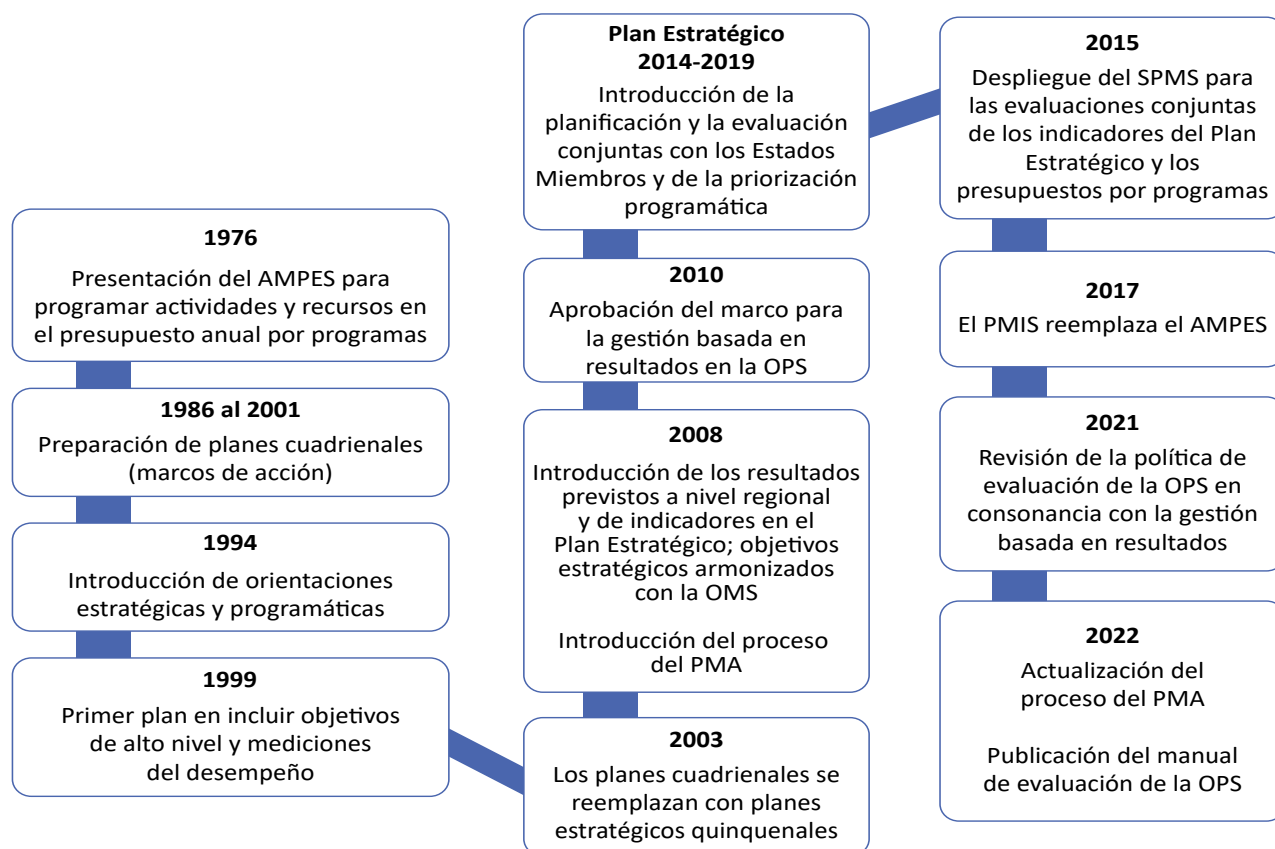 1976
Presentación del AMPES para
programar actividades y recursos en
el presupuesto anual por programas
1986 al 2001
Preparación de planes cuadrienales
(marcos de acción)
1994
Introducción de orientaciones
estratégicas y programáticas
1999
Primer plan en incluir objetivos
de alto nivel y mediciones
del desempeño
2003
Los planes cuadrienales se
reemplazan con planes
estratégicos quinquenales
2008
Introducción de los resultados
previstos a nivel regional
y de indicadores en el
Plan Estratégico; objetivos
estratégicos armonizados
con la OMS
Introducción del proceso
del PMA
2010
Aprobación del marco para
la gestión basada en
resultados en la OPS
Plan Estratégico
2014-2019
Introducción de la
planificación y la evaluación
conjuntas con los Estados
Miembros y de la priorización
programática
2015
Despliegue del SPMS para
las evaluaciones conjuntas
de los indicadores del Plan
Estratégico y los
presupuestos por programas
2017
El PMIS reemplaza el AMPES
2021
Revisión de la política de
evaluación de la OPS en
consonancia con la gestión
basada en resultados
2022
Actualización del
proceso del PMA
Publicación del manual
de evaluación de la OPS